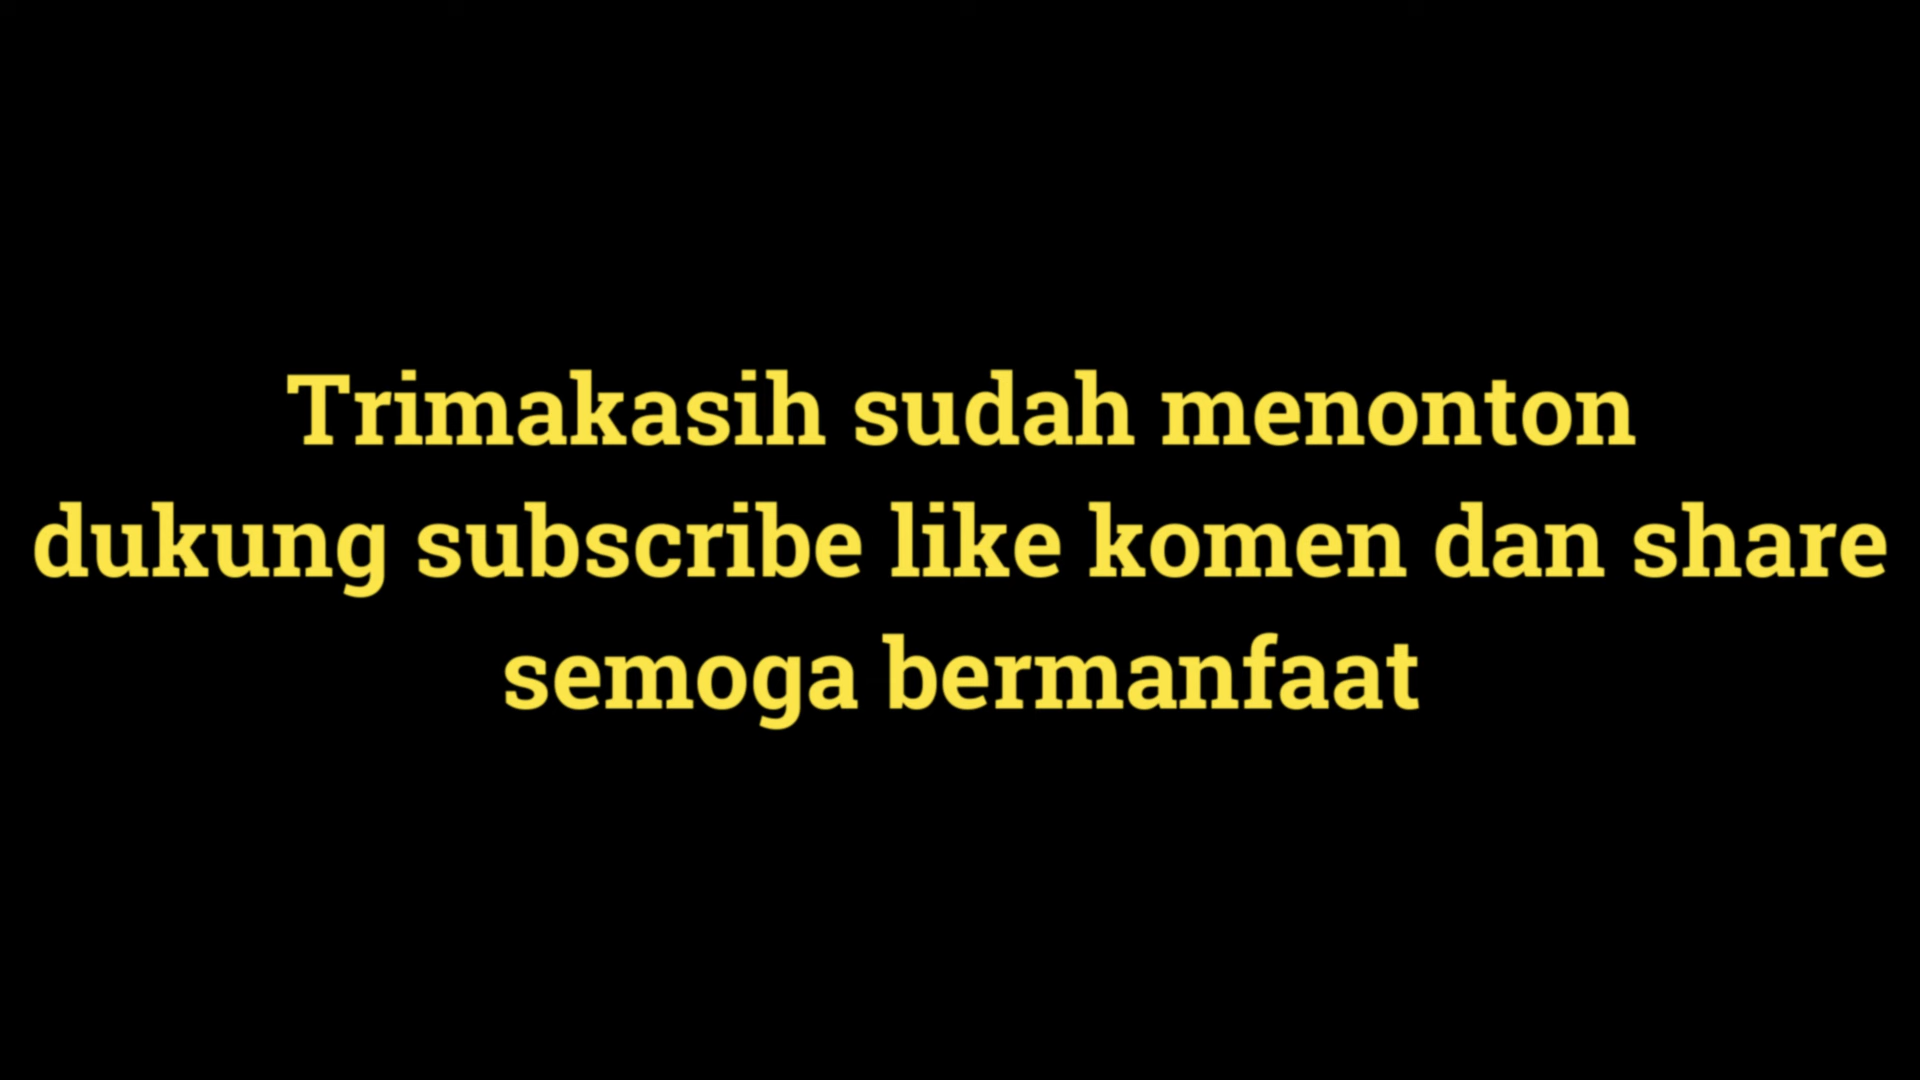 Trimakasih sudah menonton
dukung subscribe like komen dan share
semoga bermanfaat